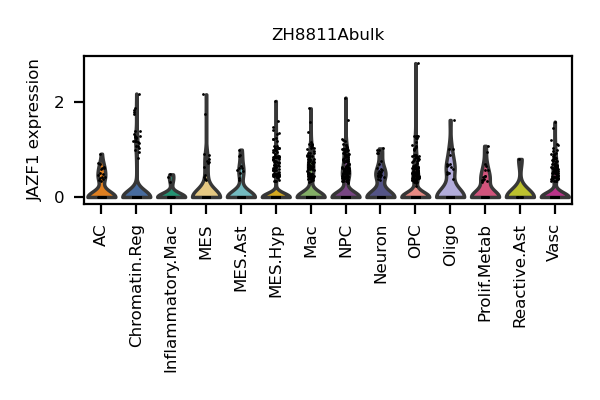 ZH8811Abulk
JAZF1 expression
2
0
AC
Chromatin.Reg
Inflammatory.Mac
MES
MES.Ast
MES.Hyp
Mac
NPC
Neuron
OPC
Oligo
Prolif.Metab
Reactive.Ast
Vasc